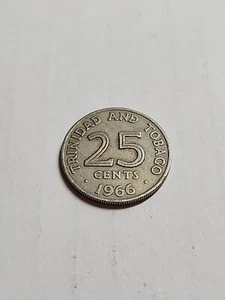 TRINIDAD AND TOBAGO
25
CENTS
· 1966 ·